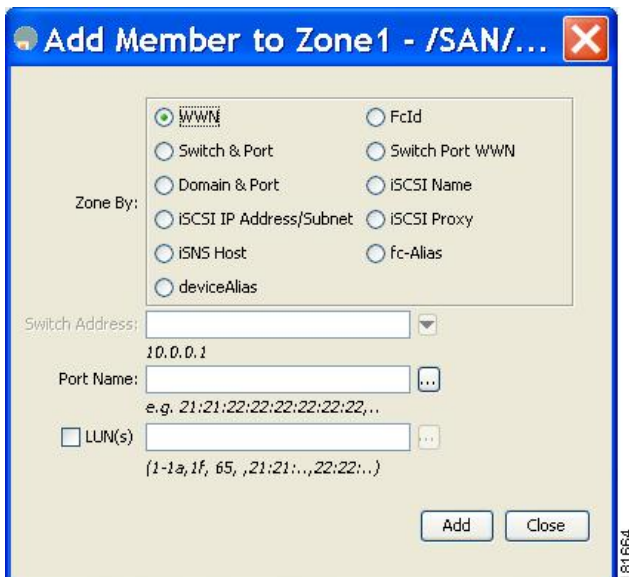 Add Member to Zone1 - /SAN/...
Zone By:
WWN
FcId
Switch & Port
Switch Port WWN
Domain & Port
iSCSI Name
iSCSI IP Address/Subnet
iSCSI Proxy
iSNS Host
fc-Alias
deviceAlias
Switch Address:
10.0.0.1
Port Name:
...
e.g. 21:21:22:22:22:22:22:22,..
LUN(s)
...
(1-1a,1f, 65, ,21:21:..,22:22:..)
Add
Close
81664